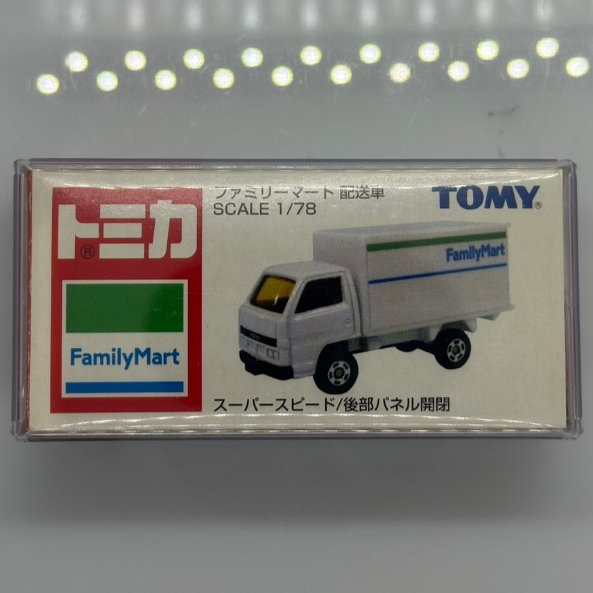 ファミリーマート 配送車
SCALE 1/78
TOMY®
トミカ®
FamilyMart
FamilyMart
スーパースピード/後部パネル開閉